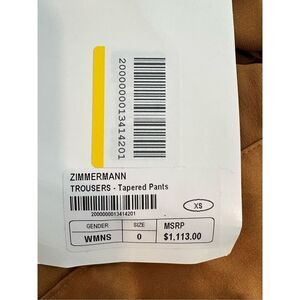 2000000013414201
ZIMMERMANN
TROUSERS - Tapered Pants
2000000013414201
XS
GENDER SIZE MSRP
WMNS 0 $1,113.00